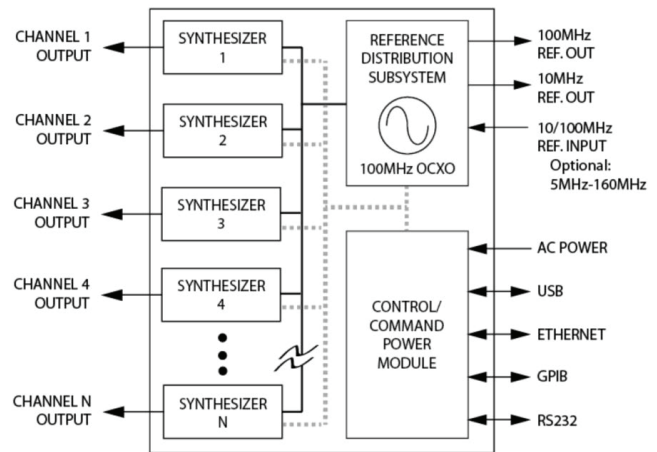 CHANNEL 1
OUTPUT
SYNTHESIZER
1
CHANNEL 2
OUTPUT
SYNTHESIZER
2
CHANNEL 3
OUTPUT
SYNTHESIZER
3
CHANNEL 4
OUTPUT
SYNTHESIZER
4
CHANNEL N
OUTPUT
SYNTHESIZER
N
REFERENCE
DISTRIBUTION
SUBSYSTEM
100MHz OCXO
100MHz
REF. OUT
10MHz
REF. OUT
10/100MHz
REF. INPUT
Optional:
5MHz-160MHz
CONTROL/
COMMAND
POWER
MODULE
AC POWER
USB
ETHERNET
GPIB
RS232